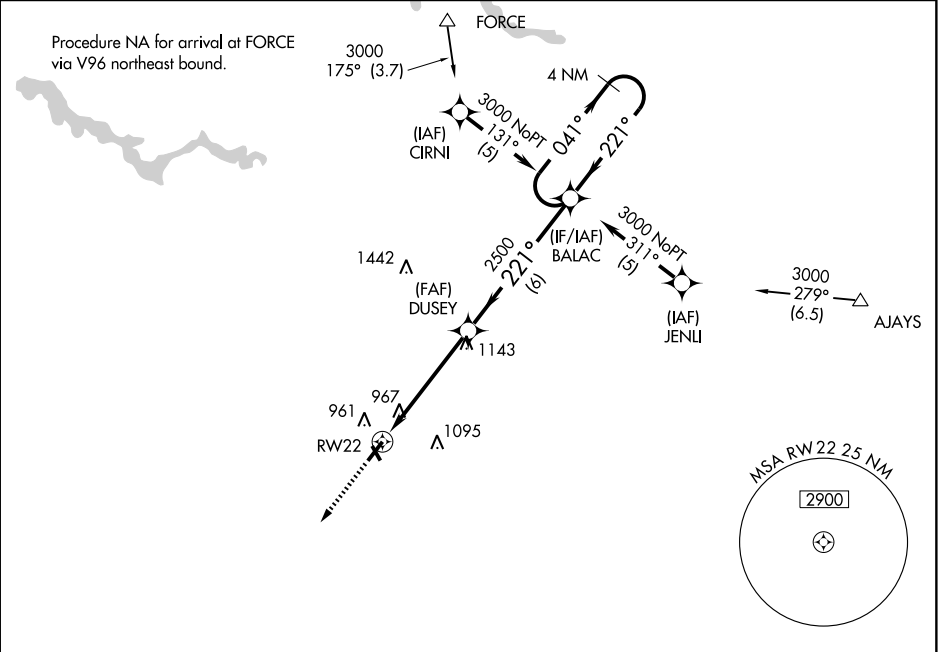 Procedure NA for arrival at FORCE
via V96 northeast bound.
FORCE
3000
175° (3.7)
4 NM
(IAF)
CIRNI
3000 NoPT
131°
(5)
041°
221°
(IF/IAF)
BALAC
3000 NoPT
311°
(5)
(IAF)
JENLI
3000
279°
(6.5)
AJAYS
2500
221°
(6)
1442
(FAF)
DUSEY
1143
967
961
1095
RW22
MSA RW22 25 NM
2900